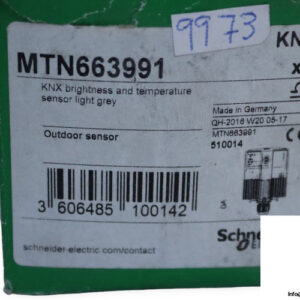 9973
KN
MTN663991
KNX brightness and temperature
sensor light grey
Made in Germany
QH-2016 W20 05-17
MTN663991
510014
Outdoor sensor
3 606485 100142
schneider-electric.com/contact
Schn